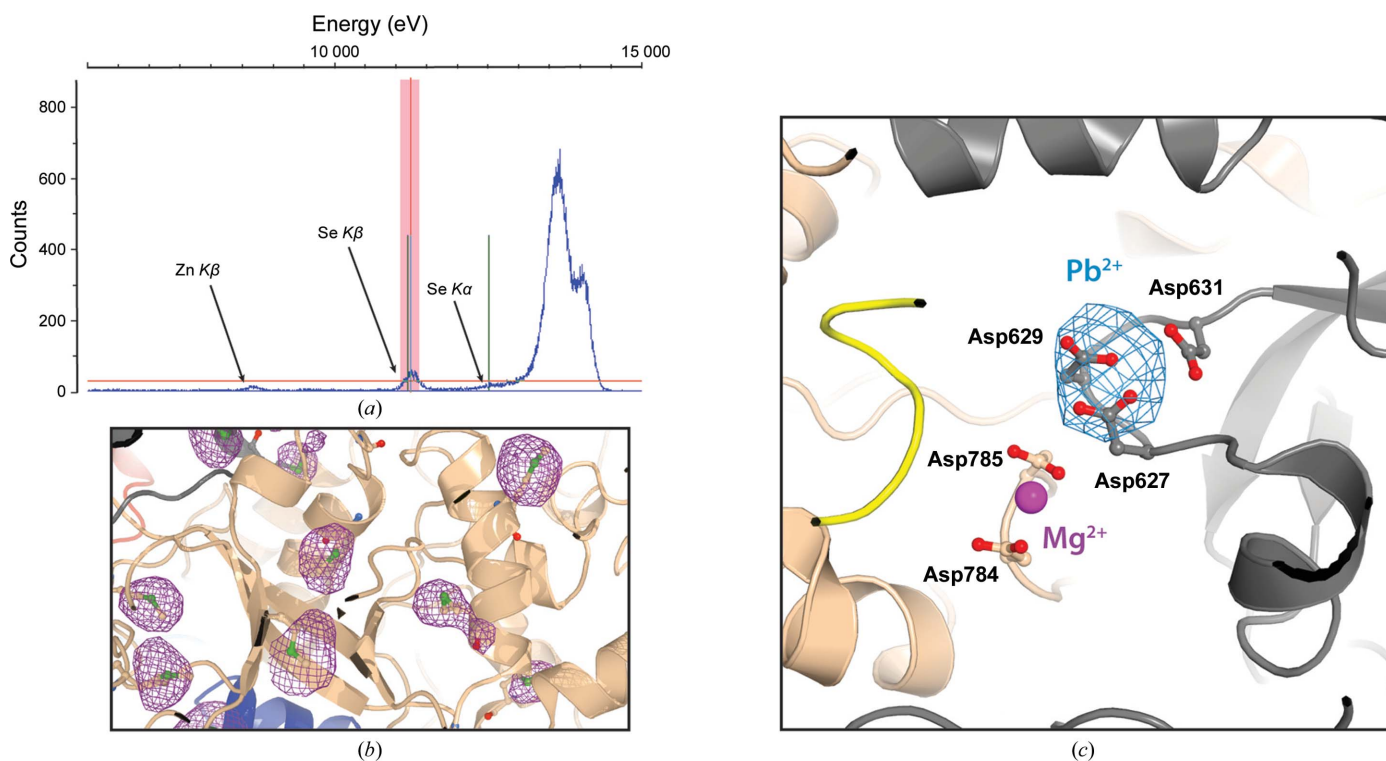 Energy (eV)
10 000
15 000
Counts
800
600
400
200
0
Zn Kβ
Se Kβ
Se Kα
(a)
(b)
Pb²⁺
Asp631
Asp629
Asp785
Asp627
Mg²⁺
Asp784
(c)